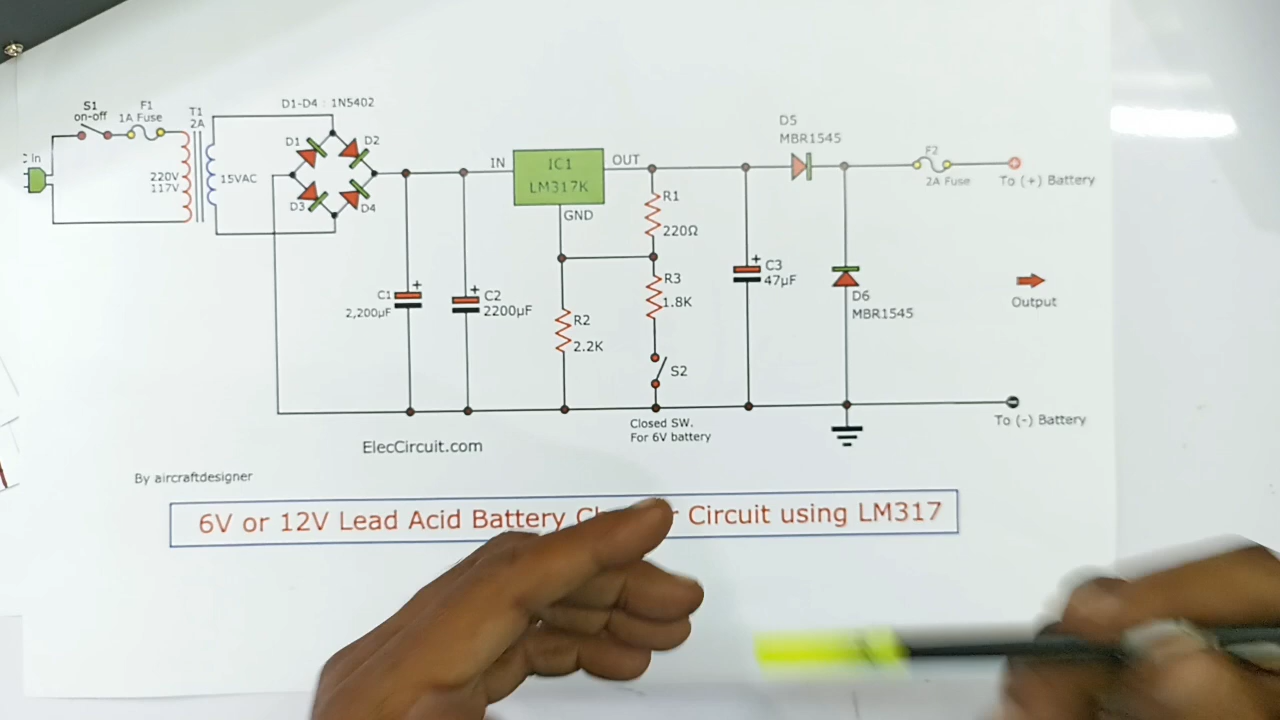 S1
on-off
F1
1A Fuse
T1
2A
D1-D4 : 1N5402
In
220V
117V
15VAC
D1
D2
D3
D4
IN
IC1
LM317K
OUT
GND
R1
220Ω
R3
1.8K
R2
2.2K
S2
Closed SW.
For 6V battery
C1
2,200µF
+
C2
2200µF
+
C3
47µF
+
D5
MBR1545
D6
MBR1545
F2
2A Fuse
To (+) Battery
Output
To (-) Battery
ElecCircuit.com
By aircraftdesigner
6V or 12V Lead Acid Battery Circuit using LM317